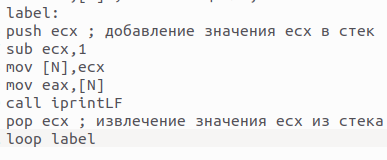 label:
push ecx ; добавление значения ecx в стек
sub ecx,1
mov [N],ecx
mov eax,[N]
call iprintLF
pop ecx ; извлечение значения ecx из стека
loop label